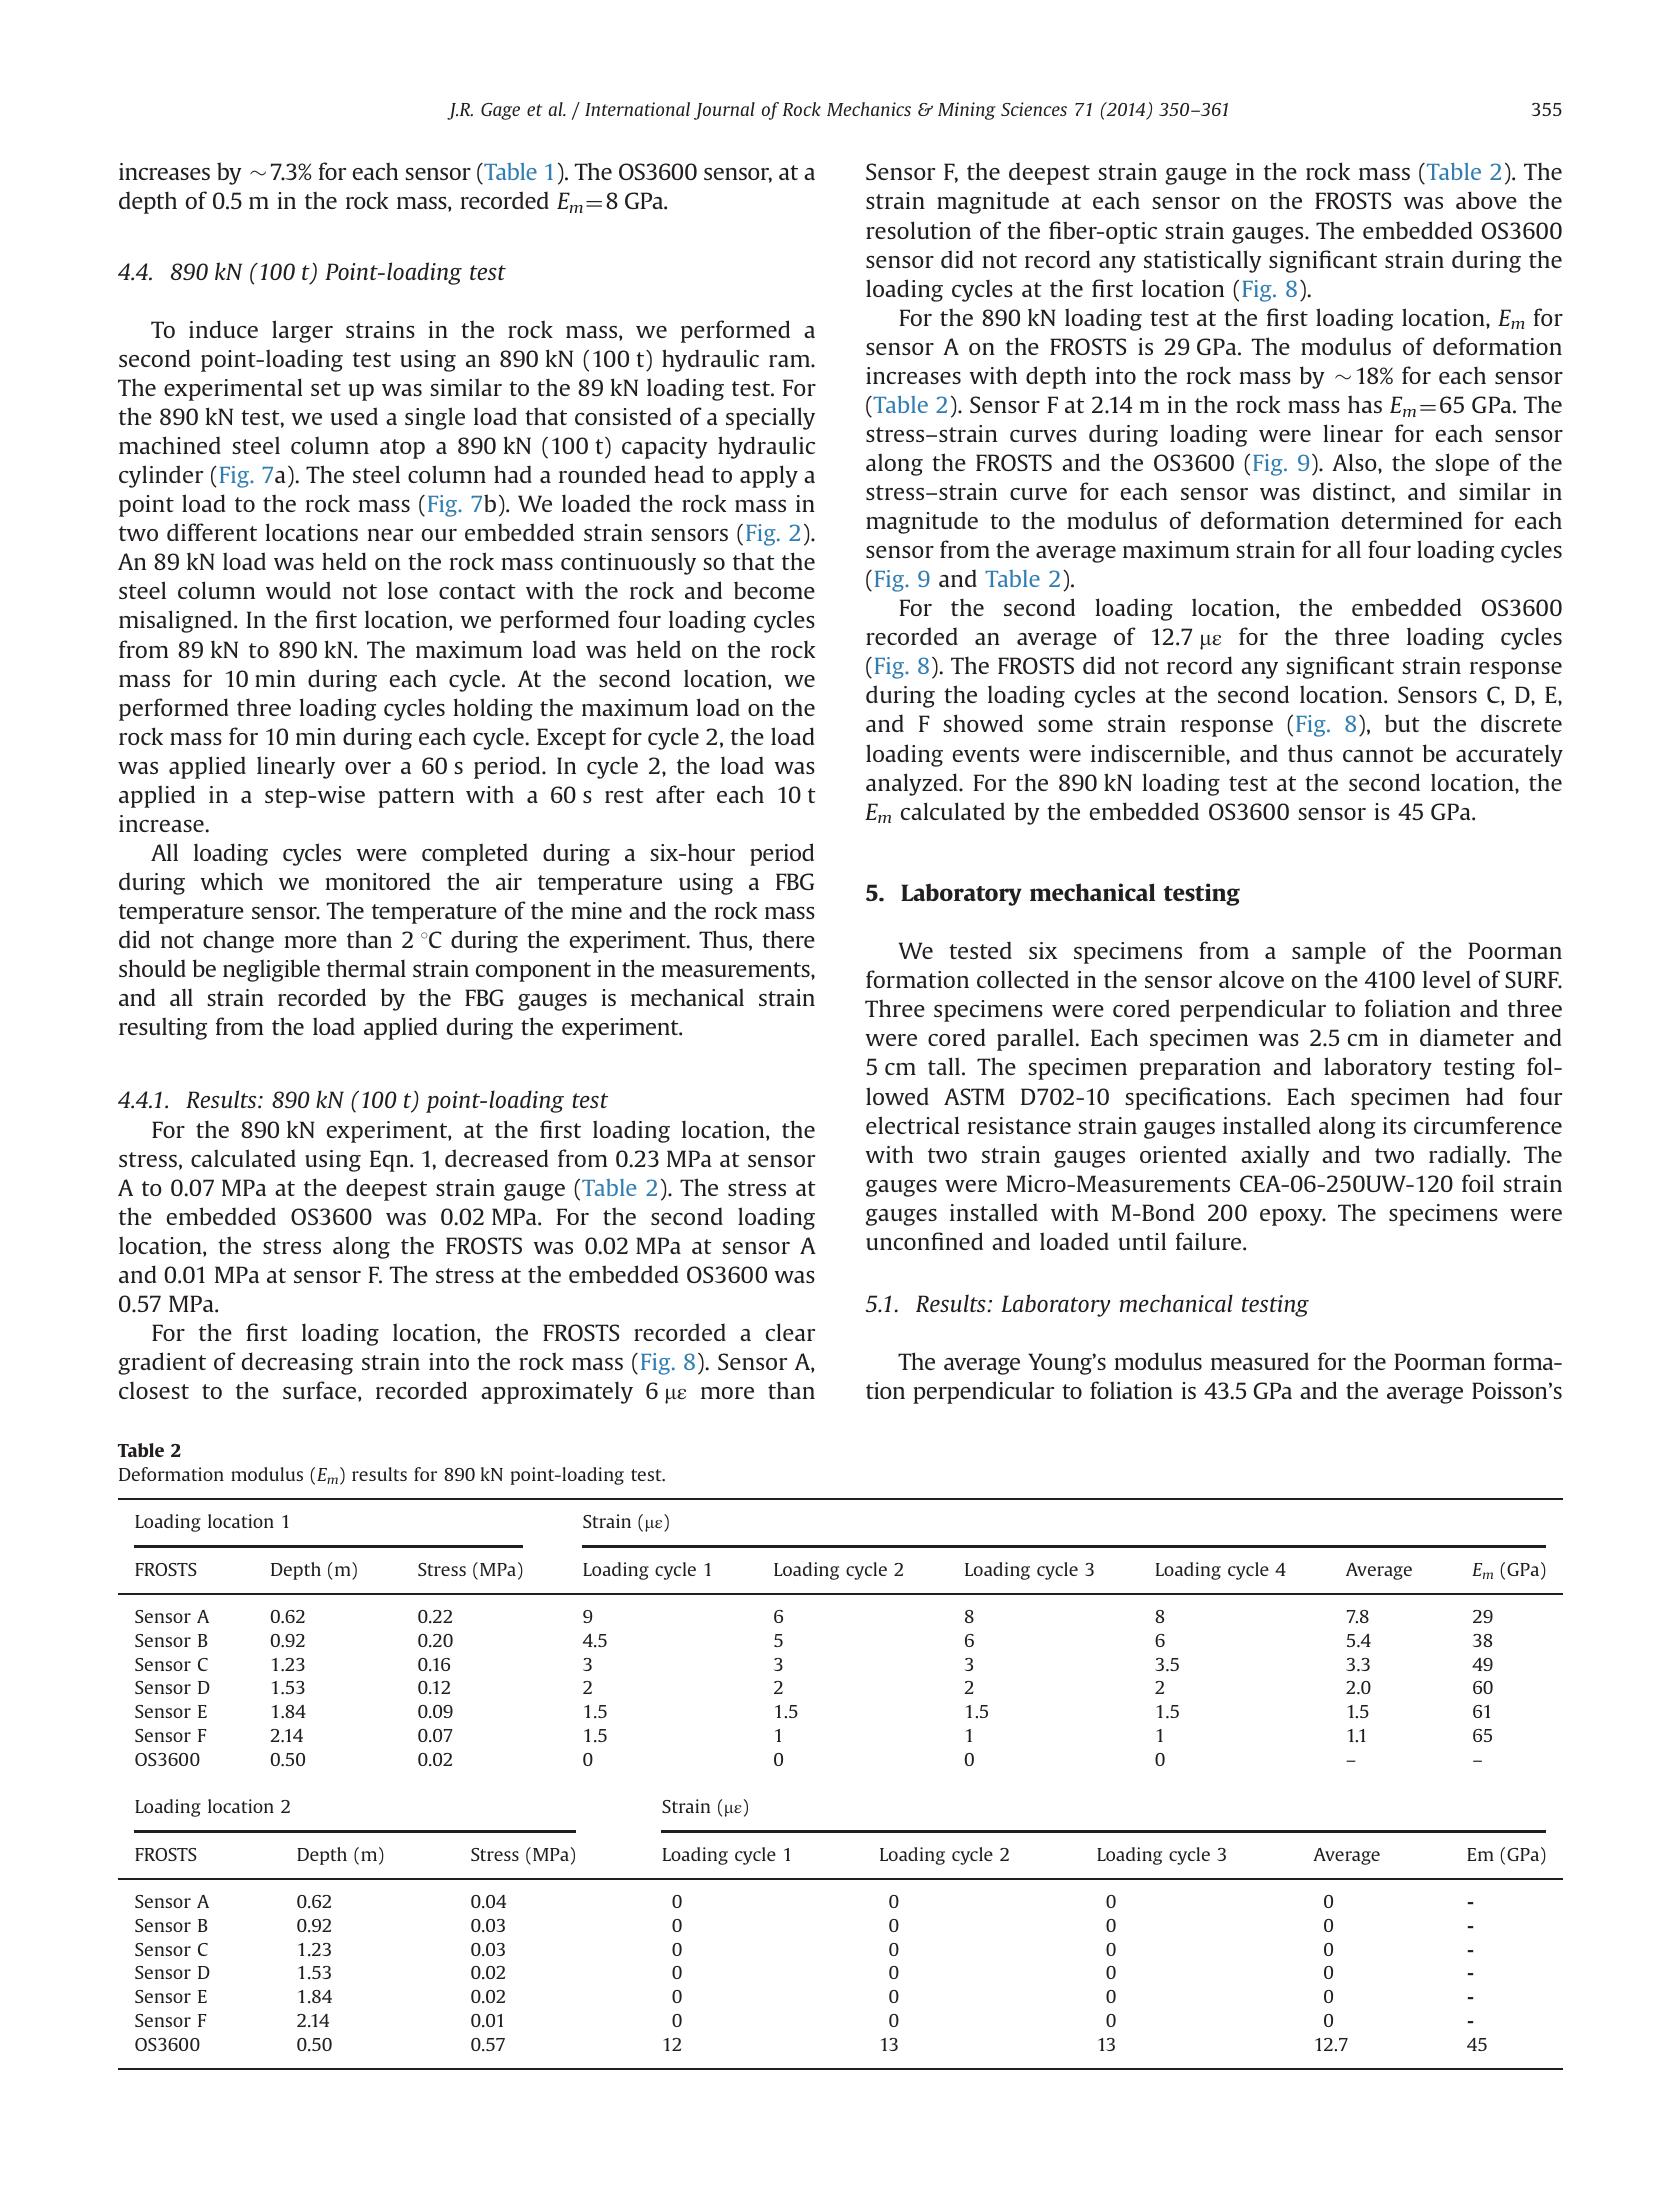 J.R. Gage et al. / International Journal of Rock Mechanics & Mining Sciences 71 (2014) 350–361 355
increases by ∼7.3% for each sensor (Table 1). The OS3600 sensor, at a
depth of 0.5 m in the rock mass, recorded Em=8 GPa.
4.4. 890 kN (100 t) Point-loading test
To induce larger strains in the rock mass, we performed a
second point-loading test using an 890 kN (100 t) hydraulic ram.
The experimental set up was similar to the 89 kN loading test. For
the 890 kN test, we used a single load that consisted of a specially
machined steel column atop a 890 kN (100 t) capacity hydraulic
cylinder (Fig. 7a). The steel column had a rounded head to apply a
point load to the rock mass (Fig. 7b). We loaded the rock mass in
two different locations near our embedded strain sensors (Fig. 2).
An 89 kN load was held on the rock mass continuously so that the
steel column would not lose contact with the rock and become
misaligned. In the first location, we performed four loading cycles
from 89 kN to 890 kN. The maximum load was held on the rock
mass for 10 min during each cycle. At the second location, we
performed three loading cycles holding the maximum load on the
rock mass for 10 min during each cycle. Except for cycle 2, the load
was applied linearly over a 60 s period. In cycle 2, the load was
applied in a step-wise pattern with a 60 s rest after each 10 t
increase.
All loading cycles were completed during a six-hour period
during which we monitored the air temperature using a FBG
temperature sensor. The temperature of the mine and the rock mass
did not change more than 2 °C during the experiment. Thus, there
should be negligible thermal strain component in the measurements,
and all strain recorded by the FBG gauges is mechanical strain
resulting from the load applied during the experiment.
4.4.1. Results: 890 kN (100 t) point-loading test
For the 890 kN experiment, at the first loading location, the
stress, calculated using Eqn. 1, decreased from 0.23 MPa at sensor
A to 0.07 MPa at the deepest strain gauge (Table 2). The stress at
the embedded OS3600 was 0.02 MPa. For the second loading
location, the stress along the FROSTS was 0.02 MPa at sensor A
and 0.01 MPa at sensor F. The stress at the embedded OS3600 was
0.57 MPa.
For the first loading location, the FROSTS recorded a clear
gradient of decreasing strain into the rock mass (Fig. 8). Sensor A,
closest to the surface, recorded approximately 6 με more than
Sensor F, the deepest strain gauge in the rock mass (Table 2). The
strain magnitude at each sensor on the FROSTS was above the
resolution of the fiber-optic strain gauges. The embedded OS3600
sensor did not record any statistically significant strain during the
loading cycles at the first location (Fig. 8).
For the 890 kN loading test at the first loading location, Em for
sensor A on the FROSTS is 29 GPa. The modulus of deformation
increases with depth into the rock mass by ∼18% for each sensor
(Table 2). Sensor F at 2.14 m in the rock mass has Em=65 GPa. The
stress–strain curves during loading were linear for each sensor
along the FROSTS and the OS3600 (Fig. 9). Also, the slope of the
stress–strain curve for each sensor was distinct, and similar in
magnitude to the modulus of deformation determined for each
sensor from the average maximum strain for all four loading cycles
(Fig. 9 and Table 2).
For the second loading location, the embedded OS3600
recorded an average of 12.7 με for the three loading cycles
(Fig. 8). The FROSTS did not record any significant strain response
during the loading cycles at the second location. Sensors C, D, E,
and F showed some strain response (Fig. 8), but the discrete
loading events were indiscernible, and thus cannot be accurately
analyzed. For the 890 kN loading test at the second location, the
Em calculated by the embedded OS3600 sensor is 45 GPa.
5. Laboratory mechanical testing
We tested six specimens from a sample of the Poorman
formation collected in the sensor alcove on the 4100 level of SURF.
Three specimens were cored perpendicular to foliation and three
were cored parallel. Each specimen was 2.5 cm in diameter and
5 cm tall. The specimen preparation and laboratory testing fol-
lowed ASTM D702-10 specifications. Each specimen had four
electrical resistance strain gauges installed along its circumference
with two strain gauges oriented axially and two radially. The
gauges were Micro-Measurements CEA-06-250UW-120 foil strain
gauges installed with M-Bond 200 epoxy. The specimens were
unconfined and loaded until failure.
5.1. Results: Laboratory mechanical testing
The average Young's modulus measured for the Poorman forma-
tion perpendicular to foliation is 43.5 GPa and the average Poisson's
Table 2
Deformation modulus (Em) results for 890 kN point-loading test.
Loading location 1 Strain (με)
FROSTS Depth (m) Stress (MPa) Loading cycle 1 Loading cycle 2 Loading cycle 3 Loading cycle 4 Average Em (GPa)
Sensor A 0.62 0.22 9 6 8 8 7.8 29
Sensor B 0.92 0.20 4.5 5 6 6 5.4 38
Sensor C 1.23 0.16 3 3 3 3.5 3.3 49
Sensor D 1.53 0.12 2 2 2 2 2.0 60
Sensor E 1.84 0.09 1.5 1.5 1.5 1.5 1.5 61
Sensor F 2.14 0.07 1.5 1 1 1 1.1 65
OS3600 0.50 0.02 0 0 0 0 – –
Loading location 2 Strain (με)
FROSTS Depth (m) Stress (MPa) Loading cycle 1 Loading cycle 2 Loading cycle 3 Average Em (GPa)
Sensor A 0.62 0.04 0 0 0 0 -
Sensor B 0.92 0.03 0 0 0 0 -
Sensor C 1.23 0.03 0 0 0 0 -
Sensor D 1.53 0.02 0 0 0 0 -
Sensor E 1.84 0.02 0 0 0 0 -
Sensor F 2.14 0.01 0 0 0 0 -
OS3600 0.50 0.57 12 13 13 12.7 45